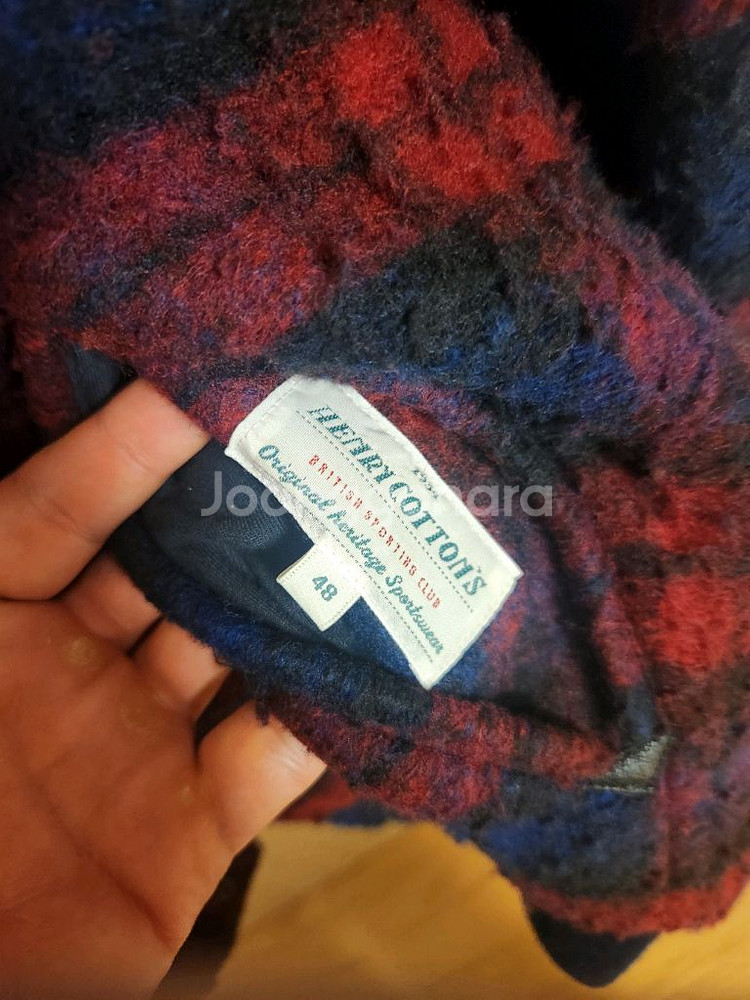 HENRY COTTON'S
BRITISH SPORTING CLUB
Original heritage Sportswear
48